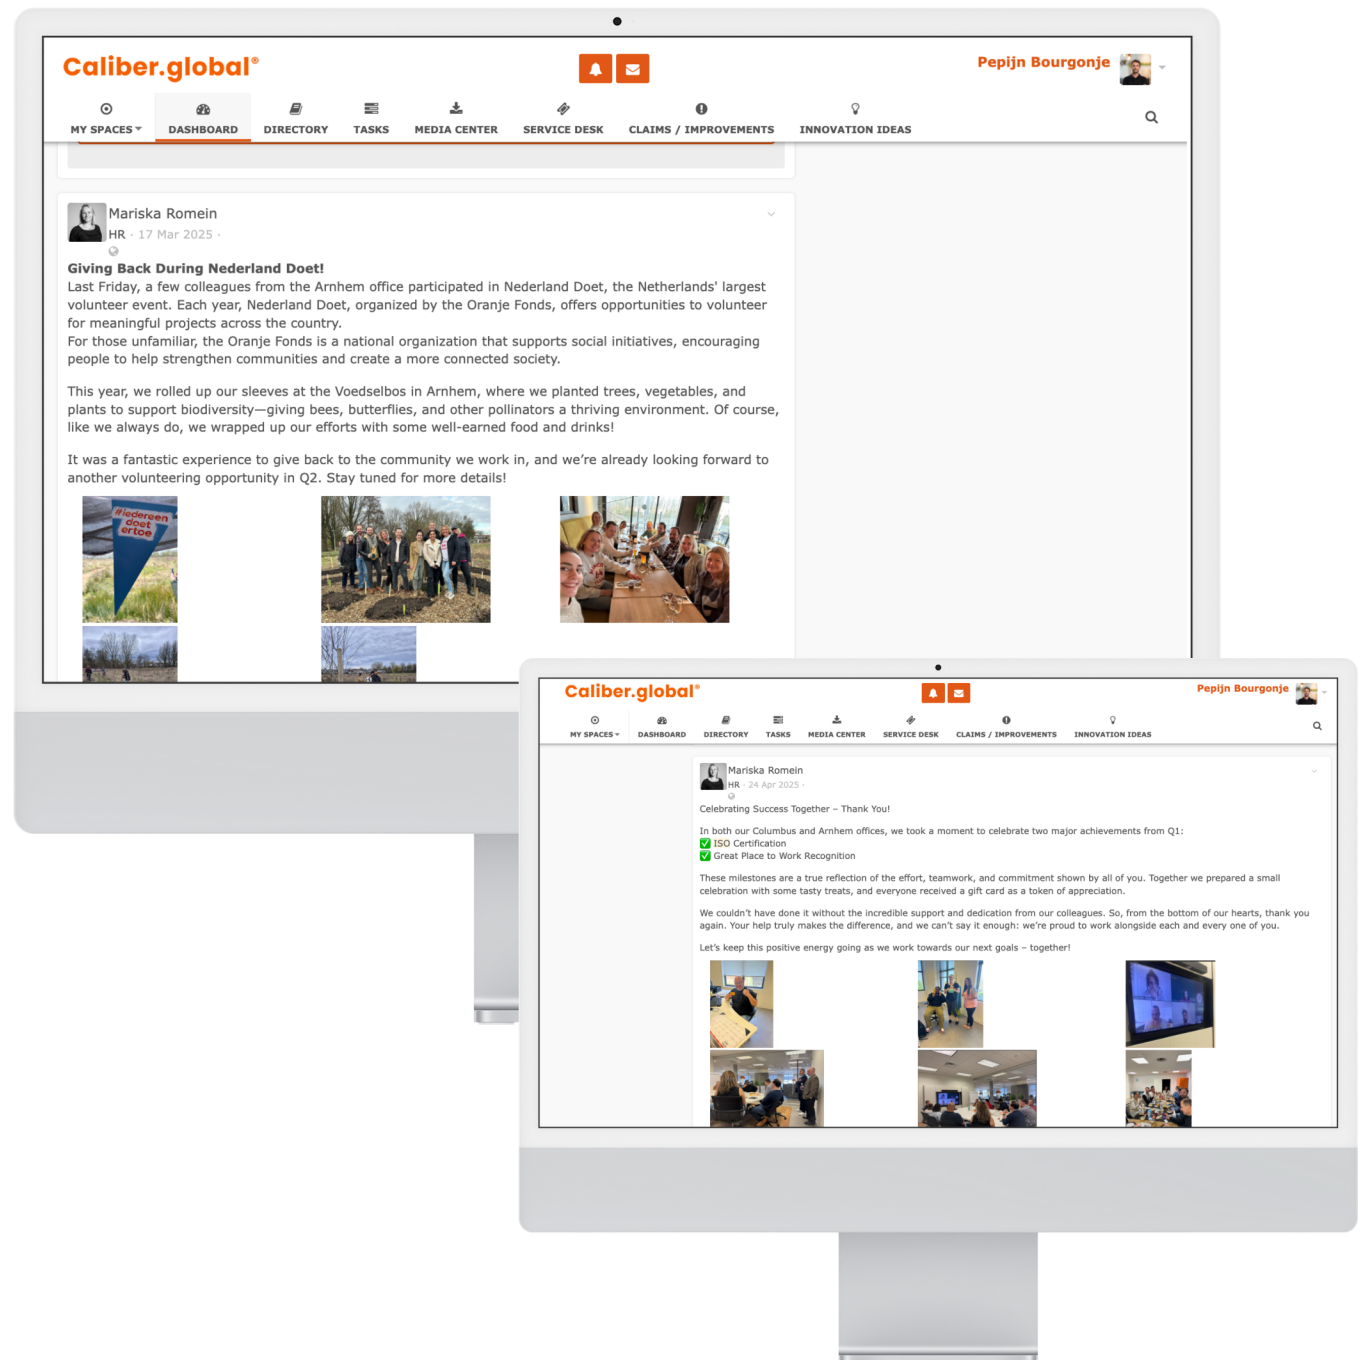 Caliber.global®
Pepijn Bourgonje
MY SPACES
DASHBOARD
DIRECTORY
TASKS
MEDIA CENTER
SERVICE DESK
CLAIMS / IMPROVEMENTS
INNOVATION IDEAS
Mariska Romein
HR · 17 Mar 2025 ·
Giving Back During Nederland Doet!
Last Friday, a few colleagues from the Arnhem office participated in Nederland Doet, the Netherlands' largest
volunteer event. Each year, Nederland Doet, organized by the Oranje Fonds, offers opportunities to volunteer
for meaningful projects across the country.
For those unfamiliar, the Oranje Fonds is a national organization that supports social initiatives, encouraging
people to help strengthen communities and create a more connected society.
This year, we rolled up our sleeves at the Voedselbos in Arnhem, where we planted trees, vegetables, and
plants to support biodiversity—giving bees, butterflies, and other pollinators a thriving environment. Of course,
like we always do, we wrapped up our efforts with some well-earned food and drinks!
It was a fantastic experience to give back to the community we work in, and we’re already looking forward to
another volunteering opportunity in Q2. Stay tuned for more details!
#iedereen
doet
ertoe
Caliber.global®
Pepijn Bourgonje
MY SPACES
DASHBOARD
DIRECTORY
TASKS
MEDIA CENTER
SERVICE DESK
CLAIMS / IMPROVEMENTS
INNOVATION IDEAS
Mariska Romein
HR · 24 Apr 2025 ·
Celebrating Success Together – Thank You!
In both our Columbus and Arnhem offices, we took a moment to celebrate two major achievements from Q1:
✅ ISO Certification
✅ Great Place to Work Recognition
These milestones are a true reflection of the effort, teamwork, and commitment shown by all of you. Together we prepared a small
celebration with some tasty treats, and everyone received a gift card as a token of appreciation.
We couldn’t have done it without the incredible support and dedication from our colleagues. So, from the bottom of our hearts, thank you
again. Your help truly makes the difference, and we can’t say it enough: we’re proud to work alongside each and every one of you.
Let’s keep this positive energy going as we work towards our next goals – together!